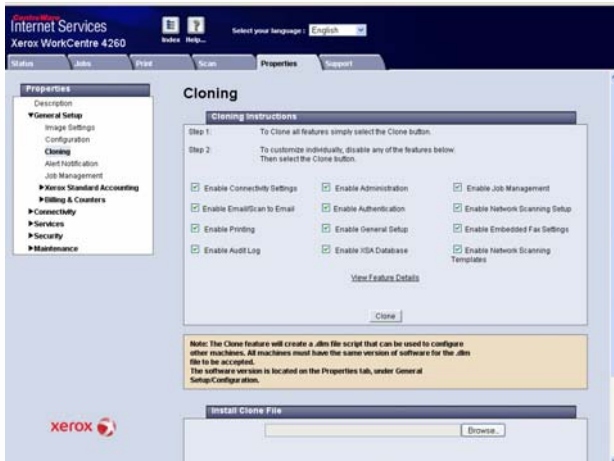 CentreWare
Internet Services
Xerox WorkCentre 4260
Index
Help...
Select your language :
English
Status
Jobs
Print
Scan
Properties
Support
Properties
Description
General Setup
Image Settings
Configuration
Cloning
Alert Notification
Job Management
Xerox Standard Accounting
Billing & Counters
Connectivity
Services
Security
Maintenance
xerox
Cloning
Cloning Instructions
Step 1: To Clone all features simply select the Clone button.
Step 2: To customize individually, disable any of the features below.
Then select the Clone button.
Enable Connectivity Settings
Enable Administration
Enable Job Management
Enable Email/Scan to Email
Enable Authentication
Enable Network Scanning Setup
Enable Printing
Enable General Setup
Enable Embedded Fax Settings
Enable Audit Log
Enable XSA Database
Enable Network Scanning
Templates
View Feature Details
Clone
Note: The Clone feature will create a .dlm file script that can be used to configure
other machines. All machines must have the same version of software for the .dlm
file to be accepted.
The software version is located on the Properties tab, under General
Setup/Configuration.
Install Clone File
Browse..